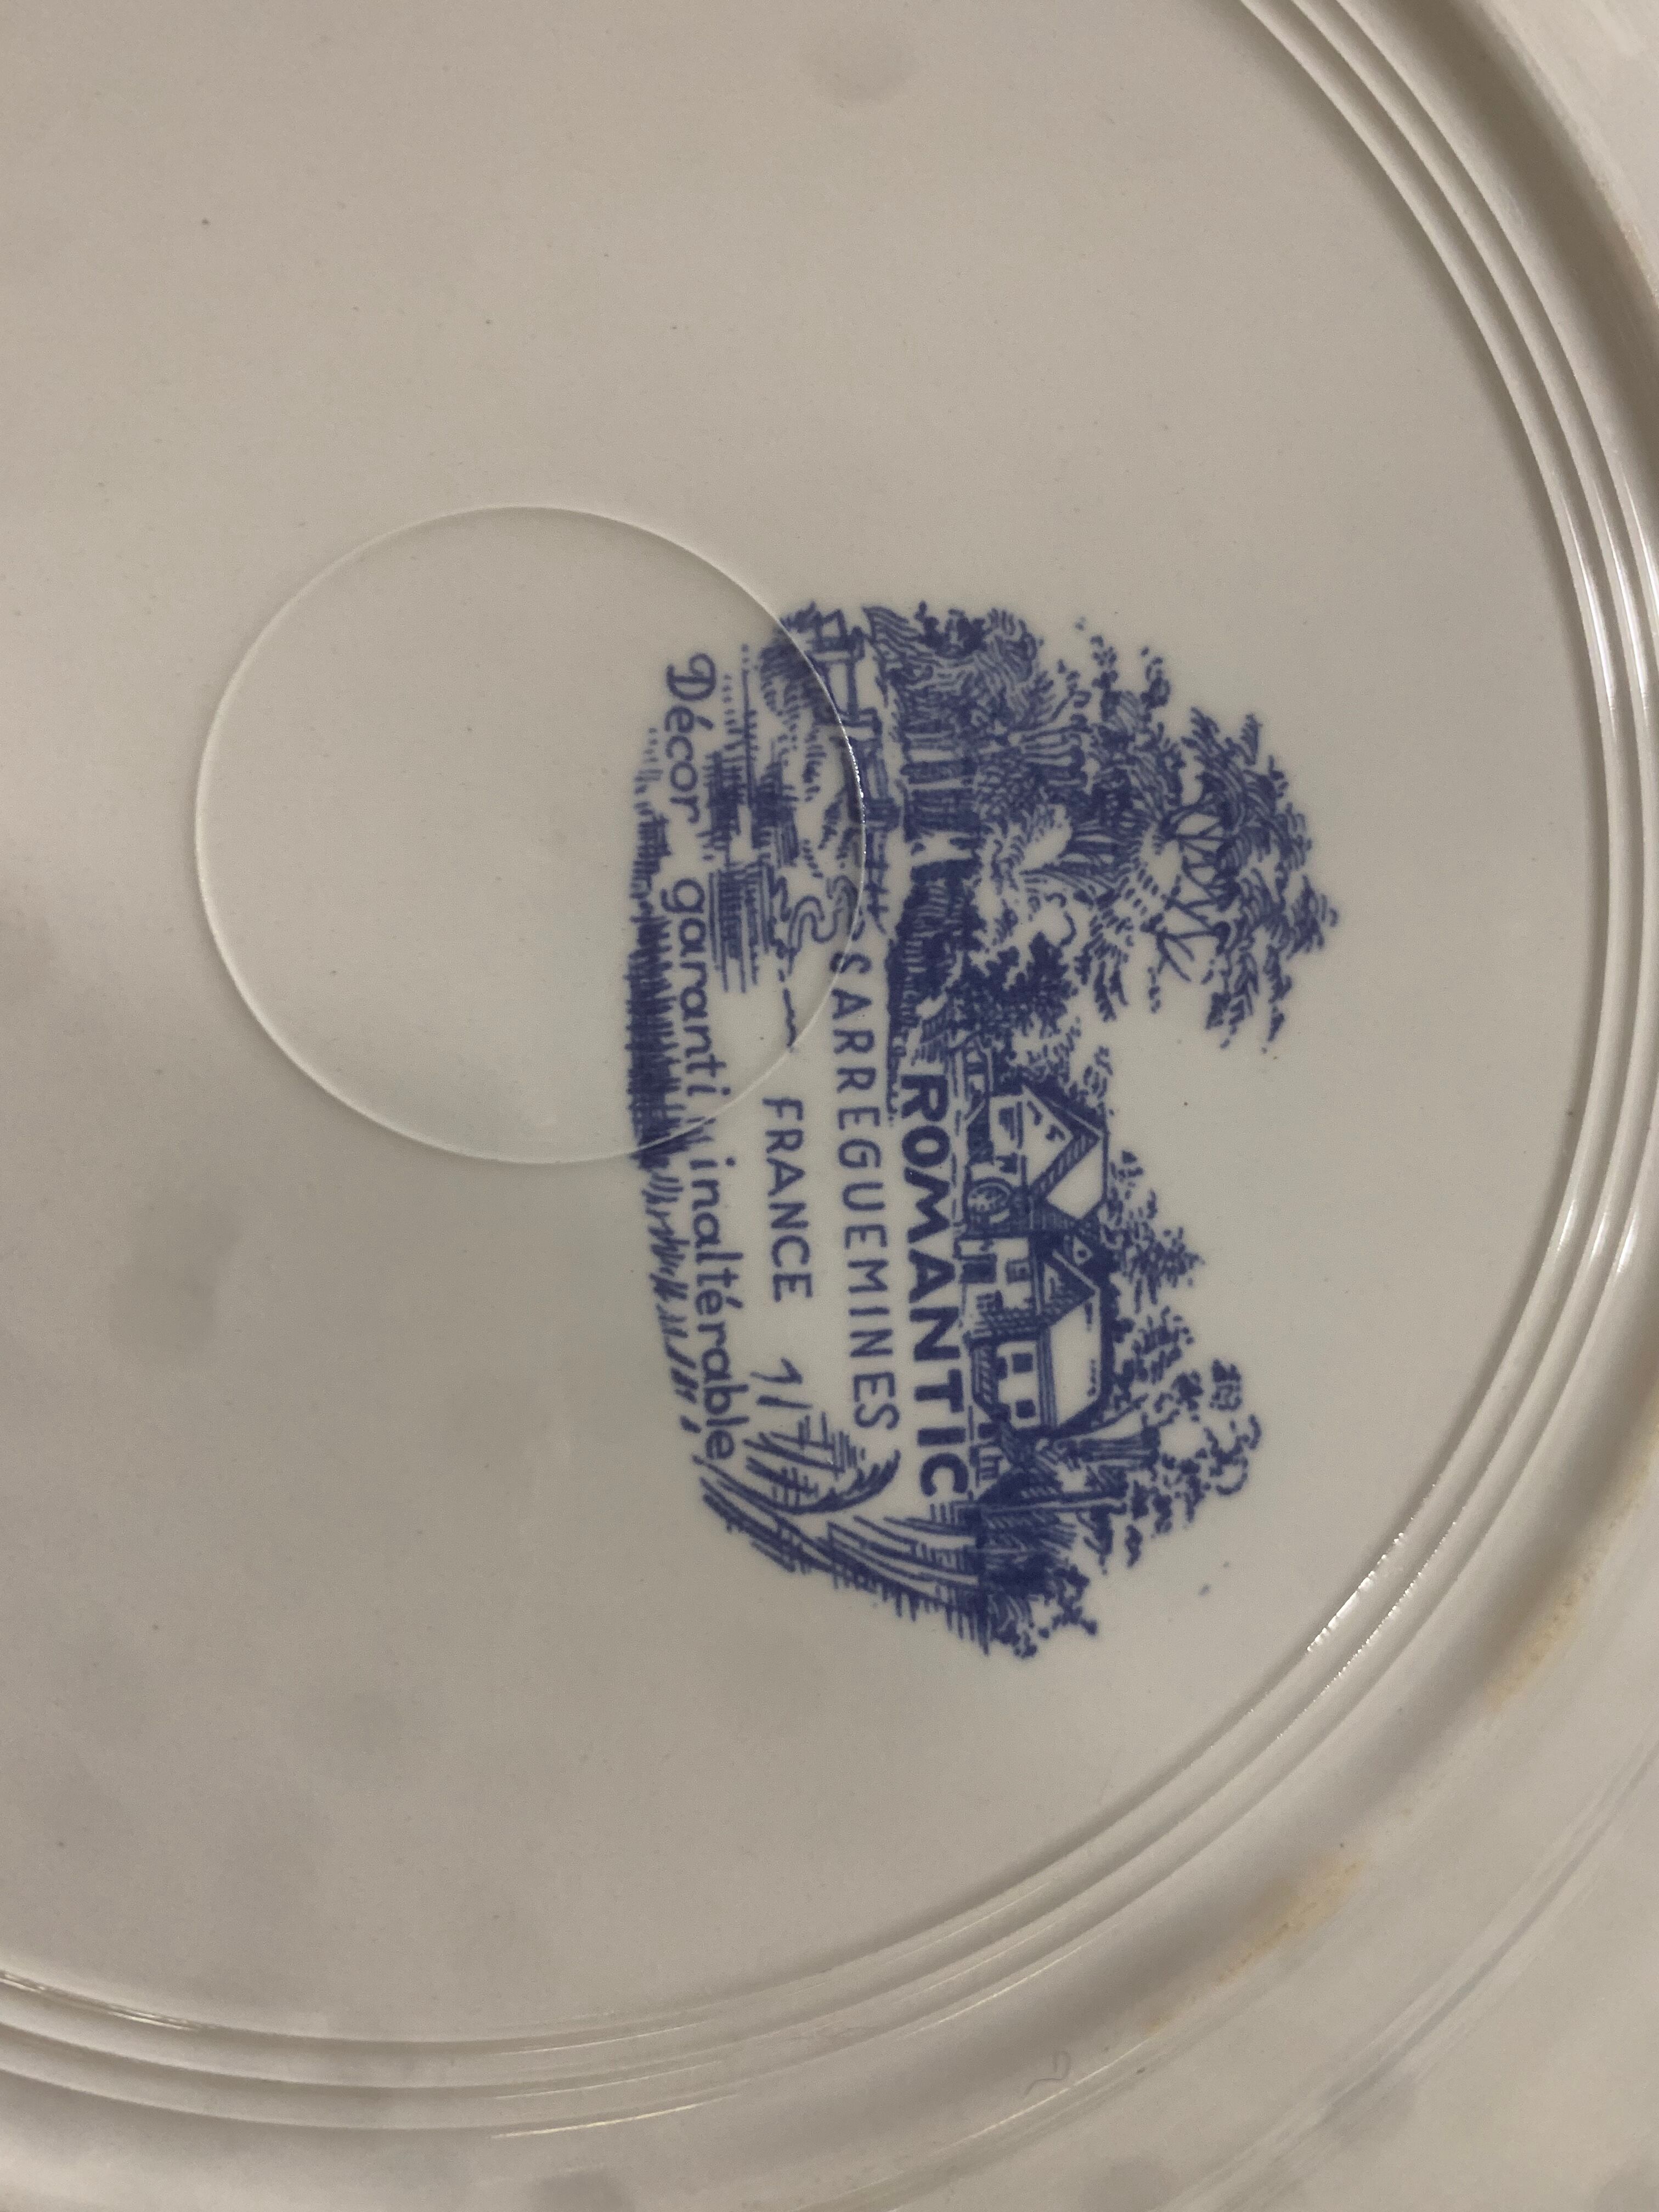 ROMANTIC
SARREGUEMINES
FRANCE
Décor garanti inaltérable